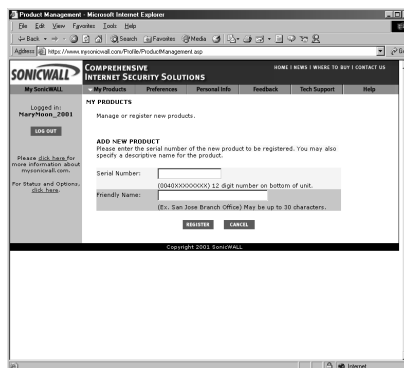 Product Management - Microsoft Internet Explorer
File Edit View Favorites Tools Help
Back Search Favorites Media
Address https://www.mysonicwall.com/Profile/ProductManagement.asp
SONICWALL
COMPREHENSIVE
INTERNET SECURITY SOLUTIONS
HOME | NEWS | WHERE TO BUY | CONTACT US
My SonicWALL My Products Preferences Personal Info Feedback Tech Support Help
Logged in:
MaryMoon_2001
LOG OUT
Please click here for
more information about
mysonicwall.com.
For Status and Options,
click here.
MY PRODUCTS
Manage or register new products.
ADD NEW PRODUCT
Please enter the serial number of the new product to be registered. You may also
specify a descriptive name for the product.
Serial Number:
(0040XXXXXXXX) 12 digit number on bottom of unit.
Friendly Name:
(Ex. San Jose Branch Office) May be up to 30 characters.
REGISTER CANCEL
Copyright 2001 SonicWALL
Internet